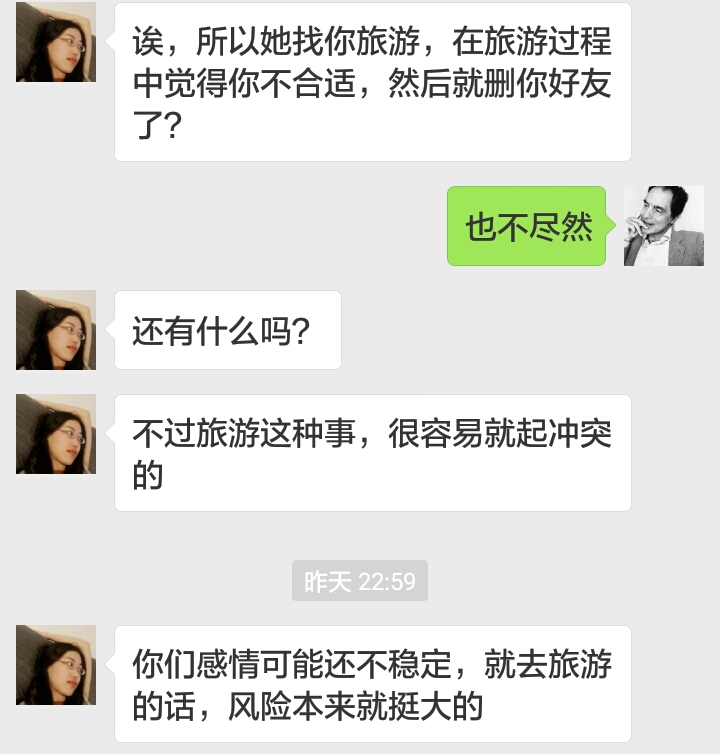 诶，所以她找你旅游，在旅游过程
中觉得你不合适，然后就删你好友
了？
也不尽然
还有什么吗？
不过旅游这种事，很容易就起冲突
的
昨天 22:59
你们感情可能还不稳定，就去旅游
的话，风险本来就挺大的